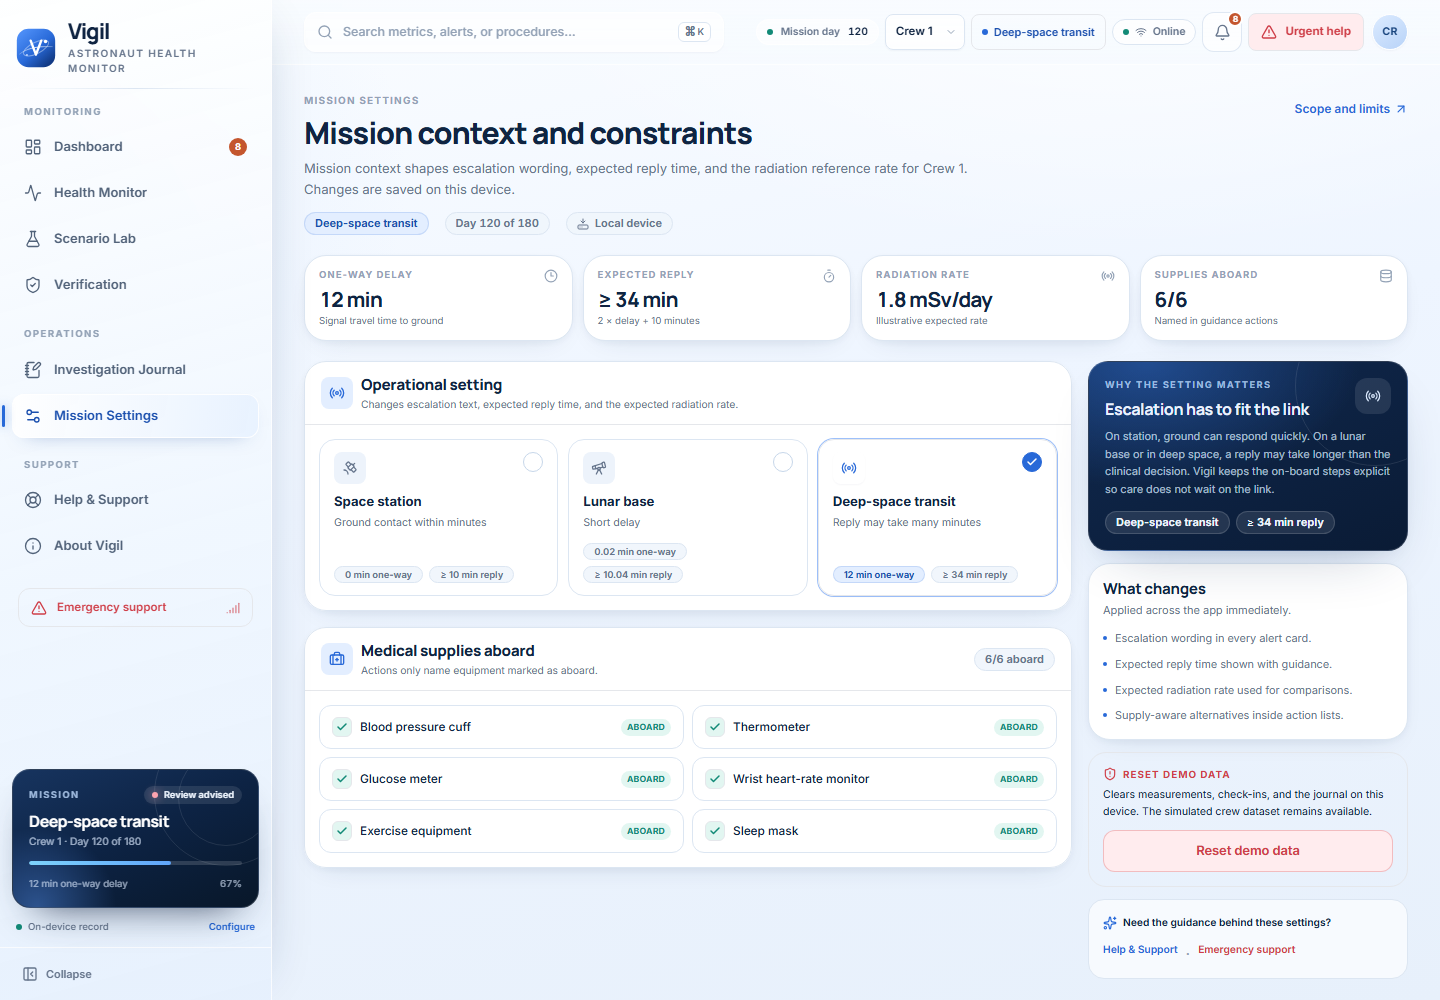 Vigil
ASTRONAUT HEALTH
MONITOR
MONITORING
Dashboard 8
Health Monitor
Scenario Lab
Verification
OPERATIONS
Investigation Journal
Mission Settings
SUPPORT
Help & Support
About Vigil
Emergency support
MISSION Review advised
Deep-space transit
Crew 1 · Day 120 of 180
12 min one-way delay 67%
On-device record Configure
Collapse
Search metrics, alerts, or procedures... ⌘ K
Mission day 120
Crew 1
Deep-space transit
Online
8
Urgent help
CR
MISSION SETTINGS
Scope and limits
Mission context and constraints
Mission context shapes escalation wording, expected reply time, and the radiation reference rate for Crew 1.
Changes are saved on this device.
Deep-space transit Day 120 of 180 Local device
ONE-WAY DELAY
12 min
Signal travel time to ground
EXPECTED REPLY
≥ 34 min
2 × delay + 10 minutes
RADIATION RATE
1.8 mSv/day
Illustrative expected rate
SUPPLIES ABOARD
6/6
Named in guidance actions
Operational setting
Changes escalation text, expected reply time, and the expected radiation rate.
Space station
Ground contact within minutes
0 min one-way ≥ 10 min reply
Lunar base
Short delay
0.02 min one-way
≥ 10.04 min reply
Deep-space transit
Reply may take many minutes
12 min one-way ≥ 34 min reply
Medical supplies aboard
Actions only name equipment marked as aboard.
6/6 aboard
Blood pressure cuff ABOARD
Thermometer ABOARD
Glucose meter ABOARD
Wrist heart-rate monitor ABOARD
Exercise equipment ABOARD
Sleep mask ABOARD
WHY THE SETTING MATTERS
Escalation has to fit the link
On station, ground can respond quickly. On a lunar
base or in deep space, a reply may take longer than the
clinical decision. Vigil keeps the on-board steps explicit
so care does not wait on the link.
Deep-space transit ≥ 34 min reply
What changes
Applied across the app immediately.
• Escalation wording in every alert card.
• Expected reply time shown with guidance.
• Expected radiation rate used for comparisons.
• Supply-aware alternatives inside action lists.
RESET DEMO DATA
Clears measurements, check-ins, and the journal on this
device. The simulated crew dataset remains available.
Reset demo data
Need the guidance behind these settings?
Help & Support . Emergency support